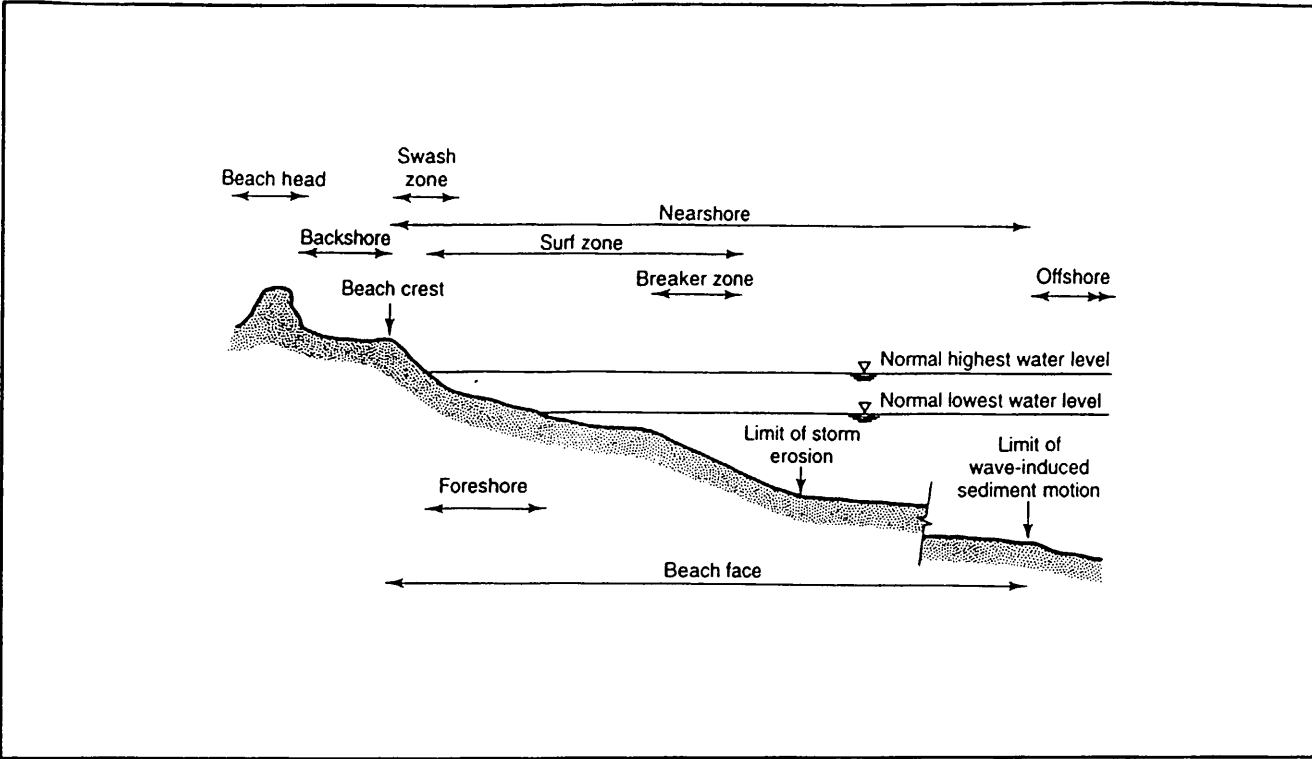 Swash
zone
Beach head
Nearshore
Backshore
Surf zone
Breaker zone
Offshore
Beach crest
Normal highest water level
Normal lowest water level
Limit of storm
erosion
Limit of
wave-induced
sediment motion
Foreshore
Beach face